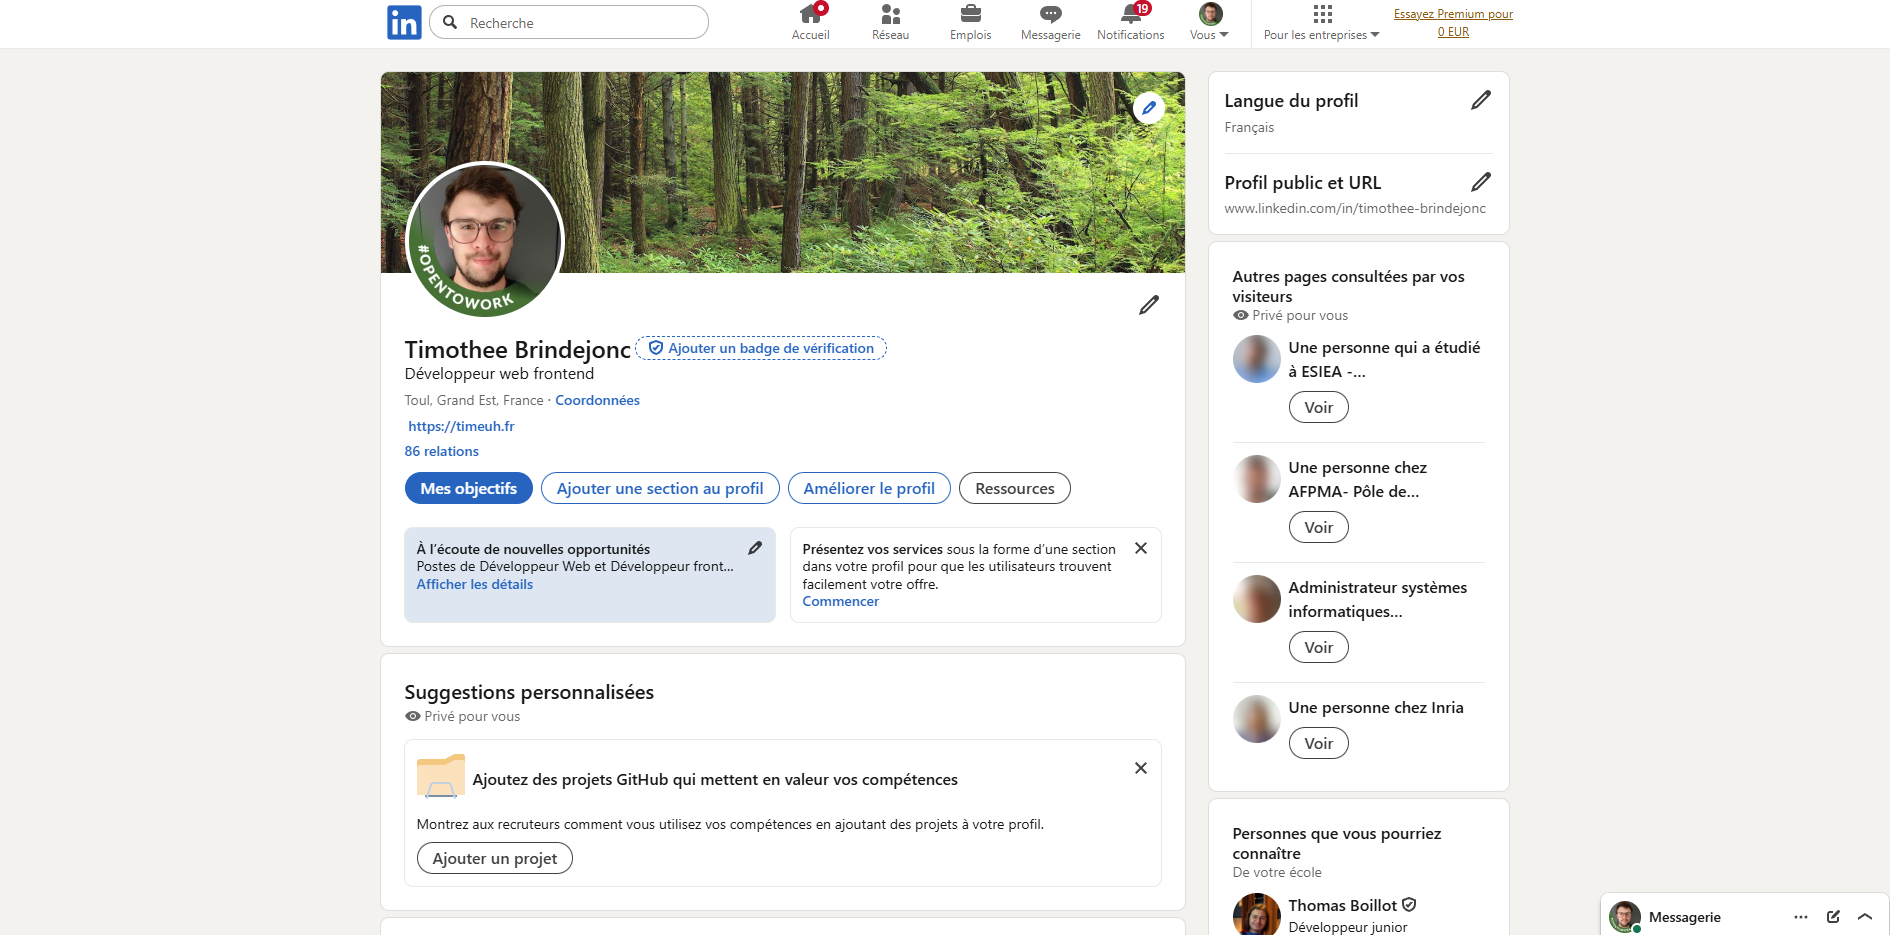 in
Recherche
Accueil
Réseau
Emplois
Messagerie
19
Notifications
Vous
Pour les entreprises
Essayez Premium pour
0 EUR
#OPENTOWORK
Timothee Brindejonc
Ajouter un badge de vérification
Développeur web frontend
Toul, Grand Est, France · Coordonnées
https://timeuh.fr
86 relations
Mes objectifs
Ajouter une section au profil
Améliorer le profil
Ressources
À l’écoute de nouvelles opportunités
Postes de Développeur Web et Développeur front...
Afficher les détails
Présentez vos services sous la forme d’une section
dans votre profil pour que les utilisateurs trouvent
facilement votre offre.
Commencer
Suggestions personnalisées
Privé pour vous
Ajoutez des projets GitHub qui mettent en valeur vos compétences
Montrez aux recruteurs comment vous utilisez vos compétences en ajoutant des projets à votre profil.
Ajouter un projet
Langue du profil
Français
Profil public et URL
www.linkedin.com/in/timothee-brindejonc
Autres pages consultées par vos
visiteurs
Privé pour vous
Une personne qui a étudié
à ESIEA -...
Voir
Une personne chez
AFPMA- Pôle de...
Voir
Administrateur systèmes
informatiques...
Voir
Une personne chez Inria
Voir
Personnes que vous pourriez
connaître
De votre école
Thomas Boillot
Développeur junior
Messagerie